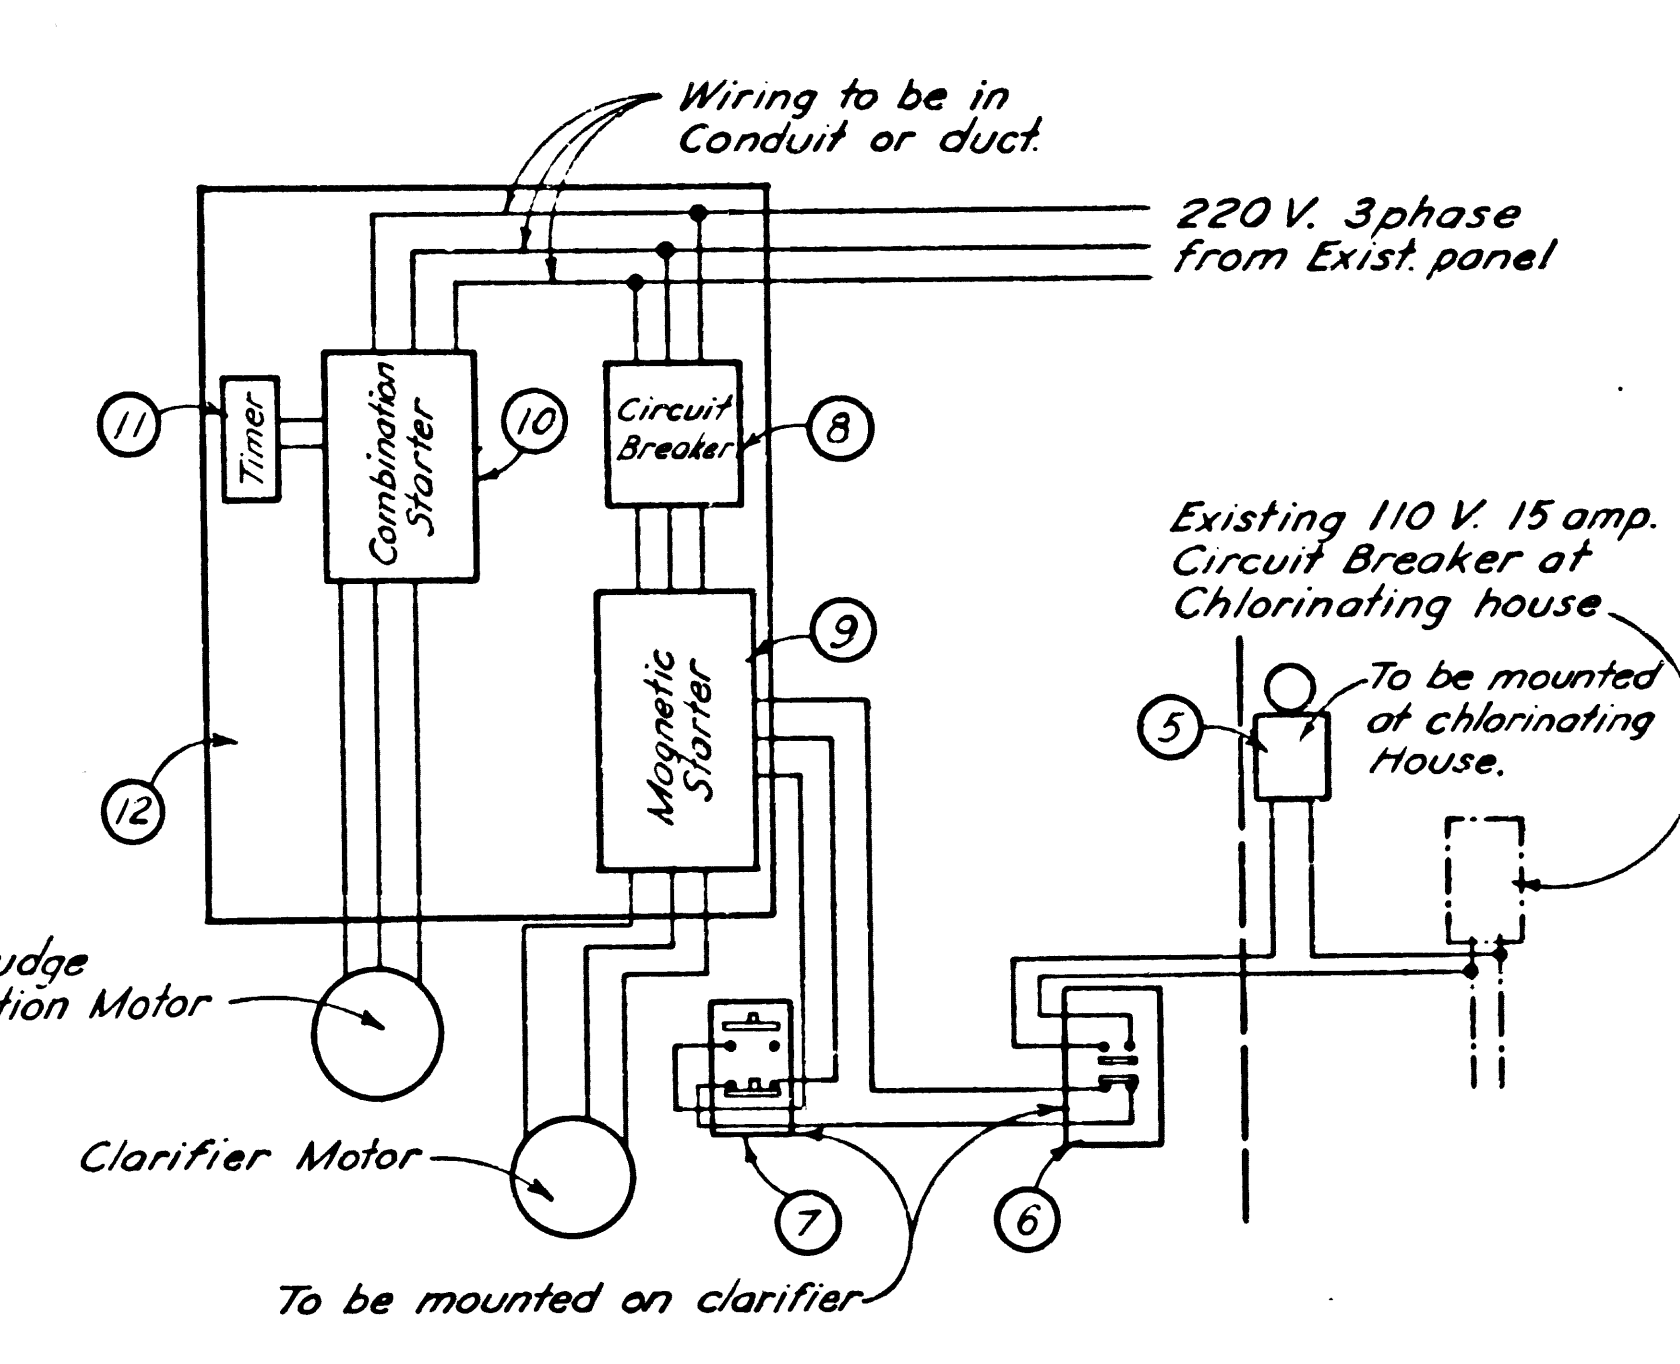 Wiring to be in
Conduit or duct.
220 V. 3 phase
from Exist. panel
11
Timer
Combination
Starter
10
Circuit
Breaker
8
Existing 110 V. 15 amp.
Circuit Breaker at
Chlorinating house
9
Magnetic
Starter
5
To be mounted
at chlorinating
House.
12
udge
tion Motor
Clarifier Motor
7
6
To be mounted on clarifier